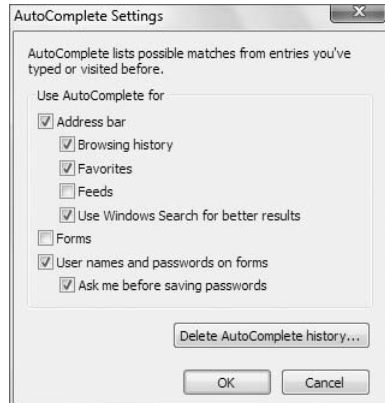 AutoComplete Settings
AutoComplete lists possible matches from entries you've
typed or visited before.
Use AutoComplete for
Address bar
Browsing history
Favorites
Feeds
Use Windows Search for better results
Forms
User names and passwords on forms
Ask me before saving passwords
Delete AutoComplete history...
OK Cancel